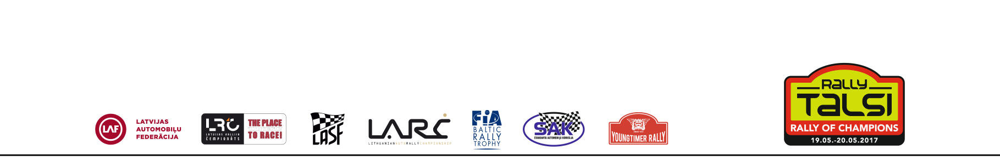 LAF
LATVIJAS
AUTOMOBIĻU
FEDERĀCIJA
LRČ
LATVIJAS RALLIJA
ČEMPIONĀTS
THE PLACE
TO RACE!
LASF
LARČ
LITHUANIANAUTORALLYCHAMPIONSHIP
FIA
BALTIC
RALLY
TROPHY
SAK
STANDARTA AUTOMOBIĻU KOMISIJA
YOUNGTIMER RALLY
RALLY
TALSI
RALLY OF CHAMPIONS
19.05.-20.05.2017